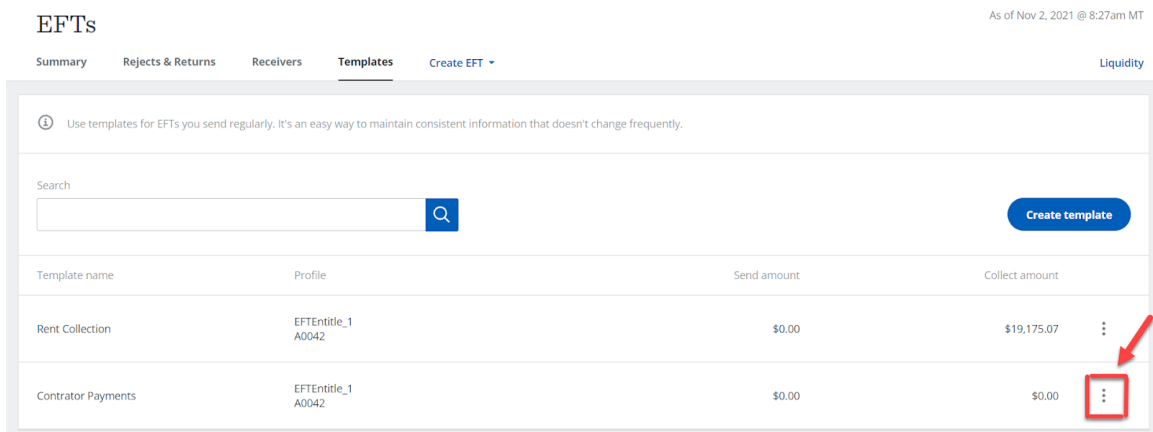 EFTs
As of Nov 2, 2021 @ 8:27am MT
Summary Rejects & Returns Receivers Templates Create EFT Liquidity
Use templates for EFTs you send regularly. It's an easy way to maintain consistent information that doesn't change frequently.
Search
Create template
Template name Profile Send amount Collect amount
Rent Collection EFTEntitle_1 $0.00 $19,175.07
A0042
Contrator Payments EFTEntitle_1 $0.00 $0.00
A0042